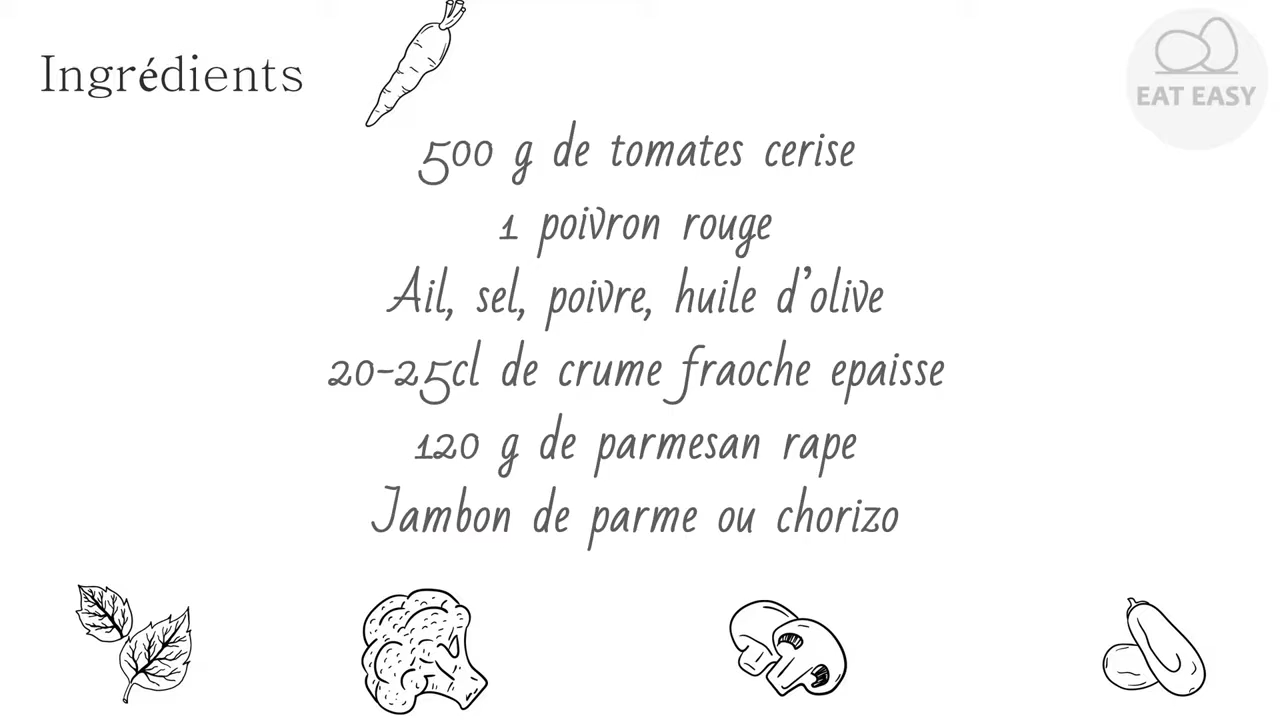 Ingrédients
EAT EASY
500 g de tomates cerise
1 poivron rouge
Ail, sel, poivre, huile d'olive
20-25cl de crume fraoche epaisse
120 g de parmesan rape
Jambon de parme ou chorizo